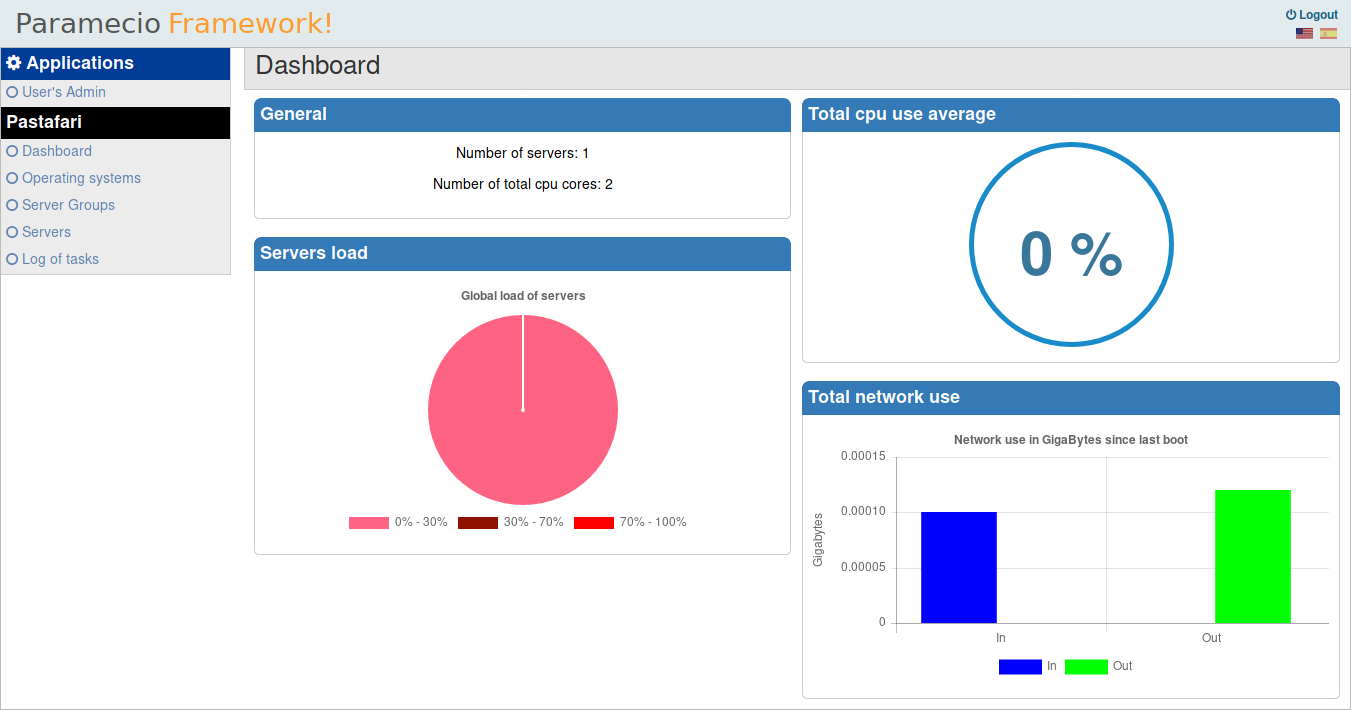 Paramecio Framework!
Logout
Applications
User's Admin
Pastafari
Dashboard
Operating systems
Server Groups
Servers
Log of tasks
Dashboard
General
Number of servers: 1
Number of total cpu cores: 2
Servers load
Global load of servers
0% - 30% 30% - 70% 70% - 100%
Total cpu use average
0 %
Total network use
Network use in GigaBytes since last boot
Gigabytes
0.00015
0.00010
0.00005
0
In Out
In Out